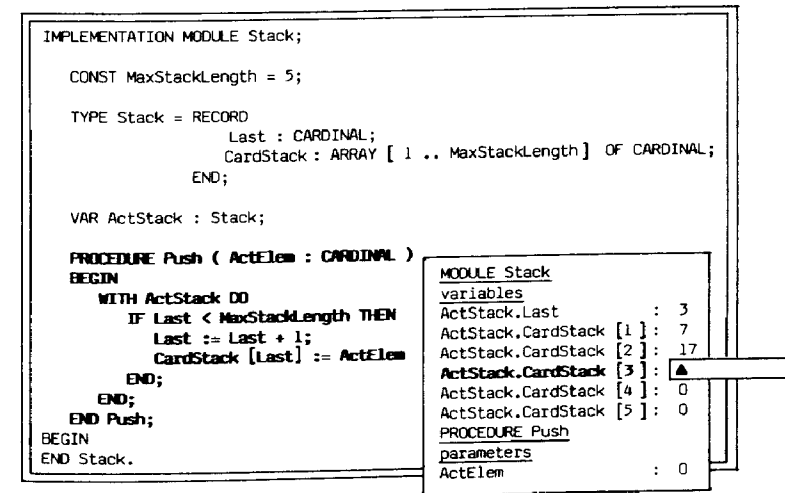 IMPLEMENTATION MODULE Stack;
CONST MaxStackLength = 5;
TYPE Stack = RECORD
Last : CARDINAL;
CardStack : ARRAY [ 1 .. MaxStackLength ] OF CARDINAL;
END;
VAR ActStack : Stack;
PROCEDURE Push ( ActElem : CARDINAL )
BEGIN
WITH ActStack DO
IF Last < MaxStackLength THEN
Last := Last + 1;
CardStack [Last] := ActElem
END;
END;
END Push;
BEGIN
END Stack.
MODULE Stack
variables
ActStack.Last : 3
ActStack.CardStack [1] : 7
ActStack.CardStack [2] : 17
ActStack.CardStack [3] : ▲
ActStack.CardStack [4] : 0
ActStack.CardStack [5] : 0
PROCEDURE Push
parameters
ActElem : 0